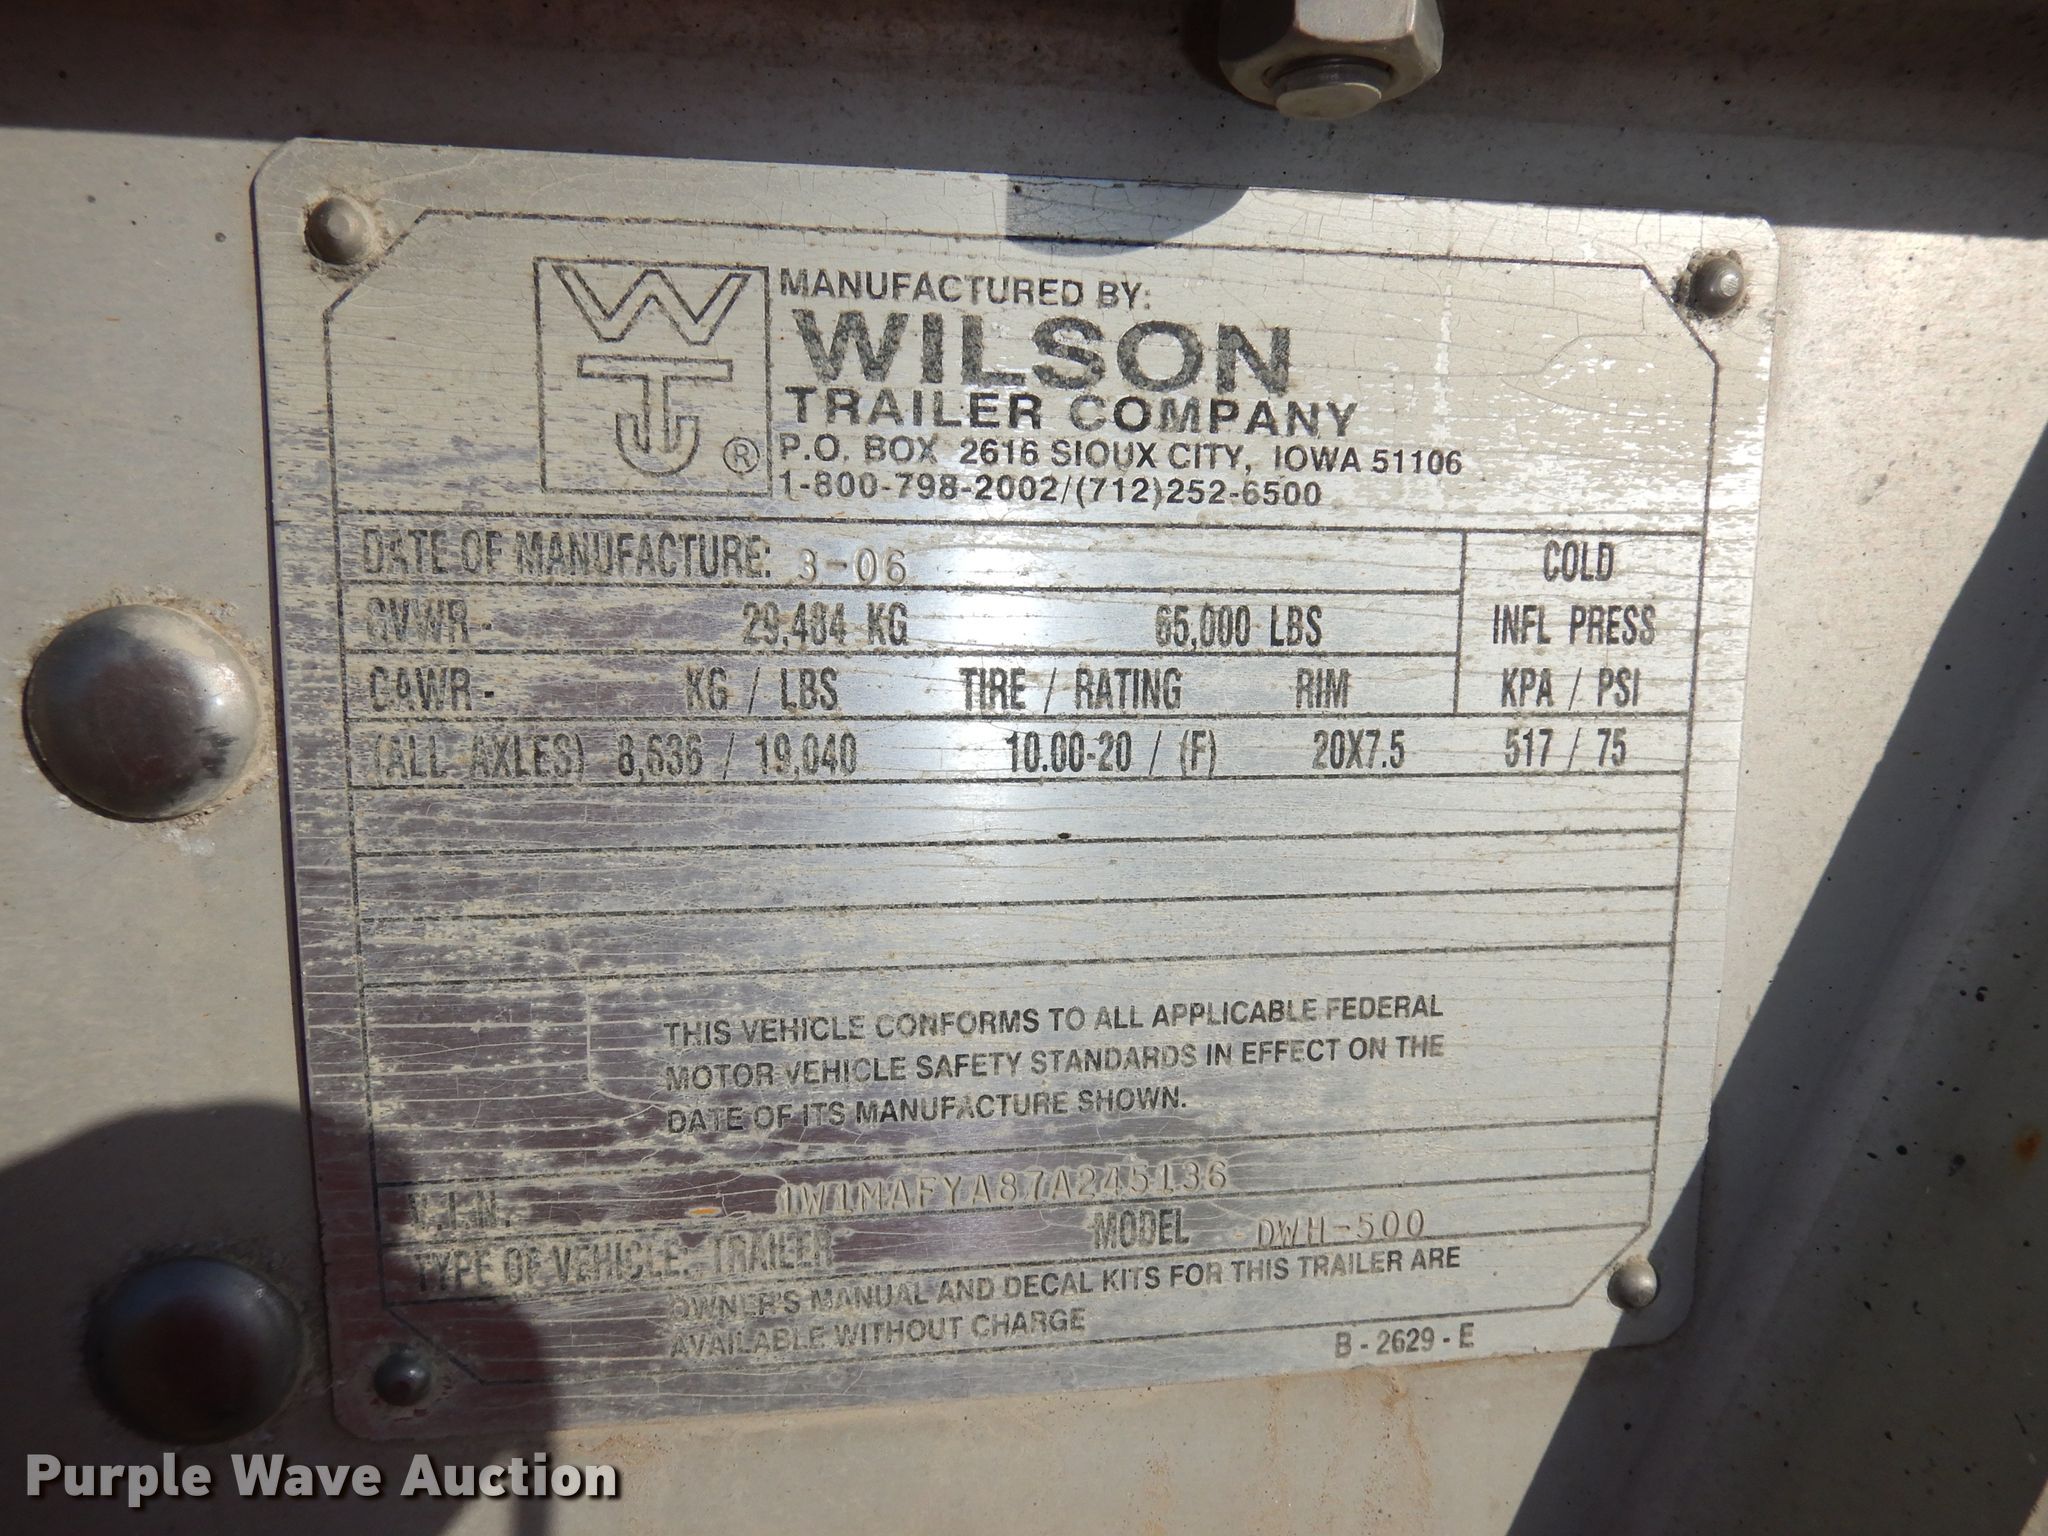 WT
®
MANUFACTURED BY:
WILSON
TRAILER COMPANY
P.O. BOX 2616 SIOUX CITY, IOWA 51106
1-800-798-2002/(712)252-6500
DATE OF MANUFACTURE: 3-06
COLD
GVWR - 29,484 KG 65,000 LBS
INFL PRESS
GAWR - KG / LBS TIRE / RATING RIM KPA / PSI
(ALL AXLES) 8,636 / 19,040 10.00-20 / (F) 20X7.5 517 / 75
THIS VEHICLE CONFORMS TO ALL APPLICABLE FEDERAL
MOTOR VEHICLE SAFETY STANDARDS IN EFFECT ON THE
DATE OF ITS MANUFACTURE SHOWN.
V.I.N. 1W1MAFYA87A245136
TYPE OF VEHICLE: TRAILER MODEL DWH-500
OWNER'S MANUAL AND DECAL KITS FOR THIS TRAILER ARE
AVAILABLE WITHOUT CHARGE
B - 2629 - E
Purple Wave Auction